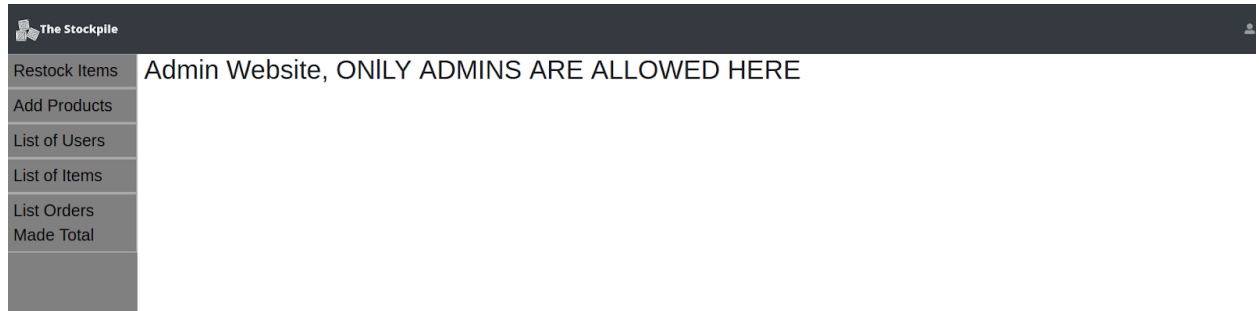 The Stockpile
Restock Items
Add Products
List of Users
List of Items
List Orders
Made Total
Admin Website, ONlLY ADMINS ARE ALLOWED HERE